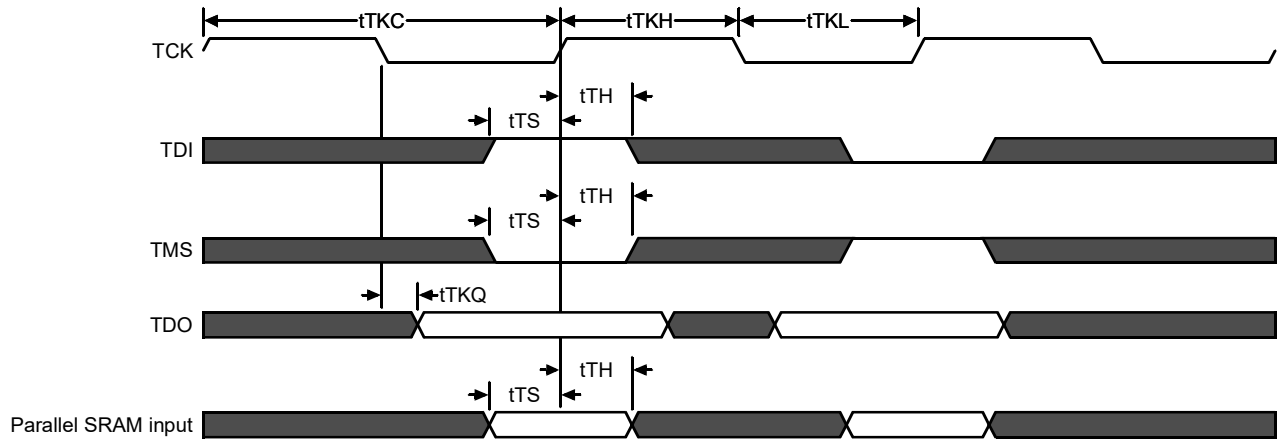 tTKC tTKH tTKL
TCK
tTH
tTS
TDI
tTH
tTS
TMS
tTKQ
TDO
tTH
tTS
Parallel SRAM input